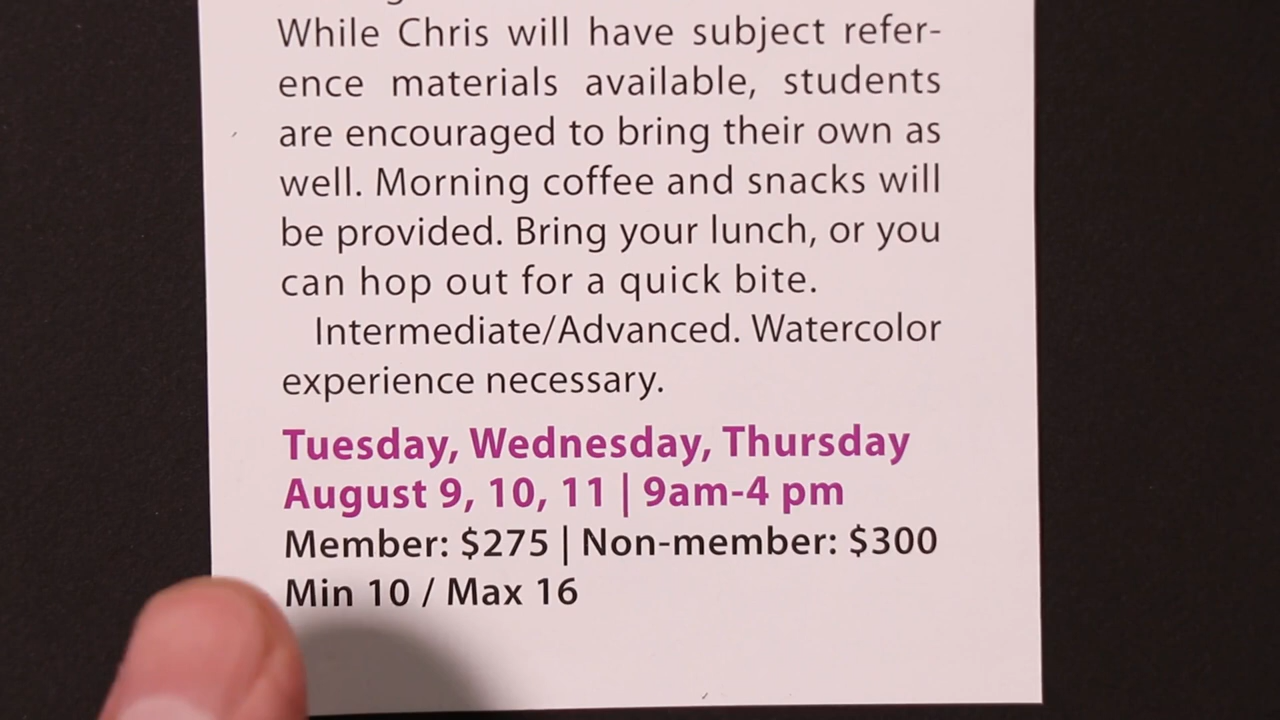 While Chris will have subject refer-
ence materials available, students
are encouraged to bring their own as
well. Morning coffee and snacks will
be provided. Bring your lunch, or you
can hop out for a quick bite.
Intermediate/Advanced. Watercolor
experience necessary.
Tuesday, Wednesday, Thursday
August 9, 10, 11 | 9am-4 pm
Member: $275 | Non-member: $300
Min 10 / Max 16